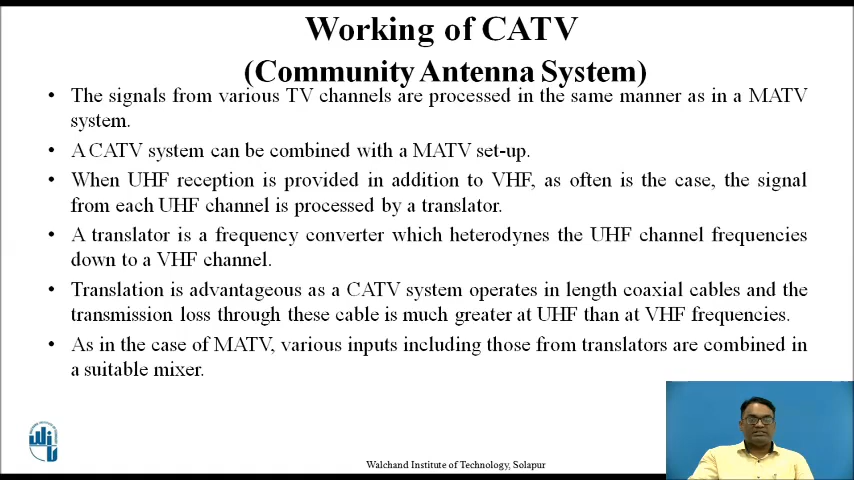 Working of CATV
(Community Antenna System)
• The signals from various TV channels are processed in the same manner as in a MATV
system.
• A CATV system can be combined with a MATV set-up.
• When UHF reception is provided in addition to VHF, as often is the case, the signal
from each UHF channel is processed by a translator.
• A translator is a frequency converter which heterodynes the UHF channel frequencies
down to a VHF channel.
• Translation is advantageous as a CATV system operates in length coaxial cables and the
transmission loss through these cable is much greater at UHF than at VHF frequencies.
• As in the case of MATV, various inputs including those from translators are combined in
a suitable mixer.
Walchand Institute of Technology, Solapur